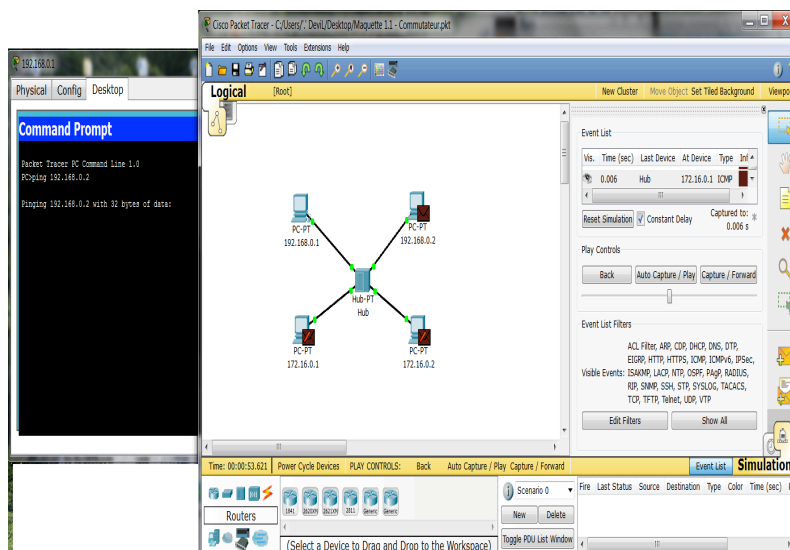 192.168.0.1
Physical Config Desktop
Command Prompt
Packet Tracer PC Command Line 1.0
PC>ping 192.168.0.2
Pinging 192.168.0.2 with 32 bytes of data:
Cisco Packet Tracer - C:/Users/.' DeviL/Desktop/Maquette 1.1 - Commutateur.pkt
File Edit Options View Tools Extensions Help
Logical [Root] New Cluster Move Object Set Tiled Background Viewpo
PC-PT
192.168.0.1
PC-PT
192.168.0.2
Hub-PT
Hub
PC-PT
172.16.0.1
PC-PT
172.16.0.2
Event List
Vis. Time (sec) Last Device At Device Type Inf
0.006 Hub 172.16.0.1 ICMP
Reset Simulation Constant Delay Captured to:
0.006 s
Play Controls
Back Auto Capture / Play Capture / Forward
Event List Filters
Visible Events: ACL Filter, ARP, CDP, DHCP, DNS, DTP,
EIGRP, HTTP, HTTPS, ICMP, ICMPv6, IPSec,
ISAKMP, LACP, NTP, OSPF, PAgP, RADIUS,
RIP, SNMP, SSH, STP, SYSLOG, TACACS,
TCP, TFTP, Telnet, UDP, VTP
Edit Filters Show All
Time: 00:00:53.621 Power Cycle Devices PLAY CONTROLS: Back Auto Capture / Play Capture / Forward Event List Simulation
Routers
1841 2620XM 2621XM 2811 Generic Generic
(Select a Device to Drag and Drop to the Workspace)
Scenario 0
New Delete
Toggle PDU List Window
Fire Last Status Source Destination Type Color Time (sec)